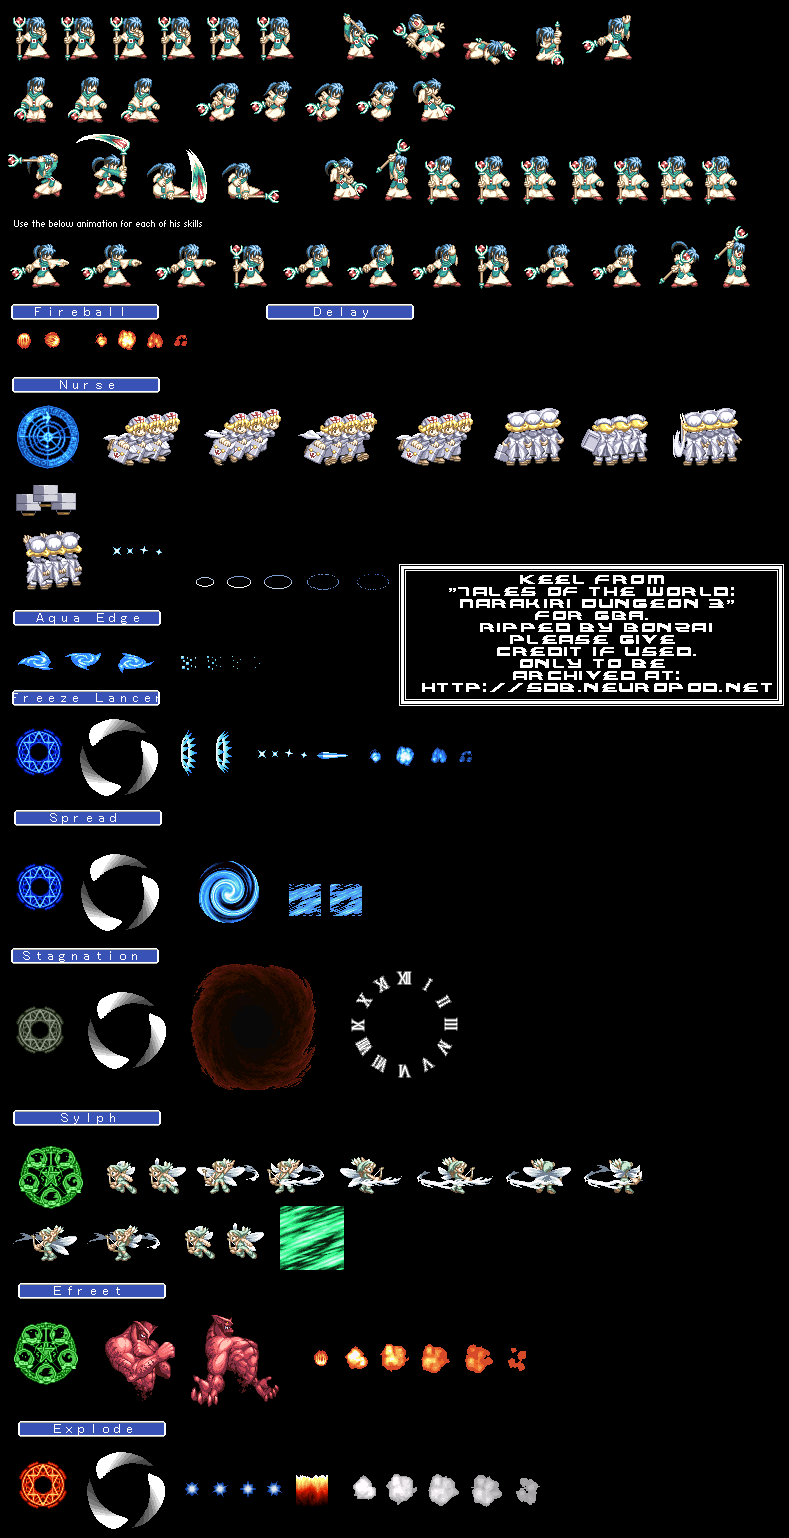 Use the below animation for each of his skills
Fireball
Delay
Nurse
KEEL FROM
"TALES OF THE WORLD:
NARAKIRI DUNGEON 3"
FOR GBA.
RIPPED BY BONZAI
PLEASE GIVE
CREDIT IF USED.
ONLY TO BE
ARCHIVED AT:
HTTP://SDB.NEUROPOD.NET
Aqua Edge
Freeze Lancer
Spread
Stagnation
XII
I
II
III
IV
V
VI
VII
VIII
IX
X
XI
Sylph
Efreet
Explode